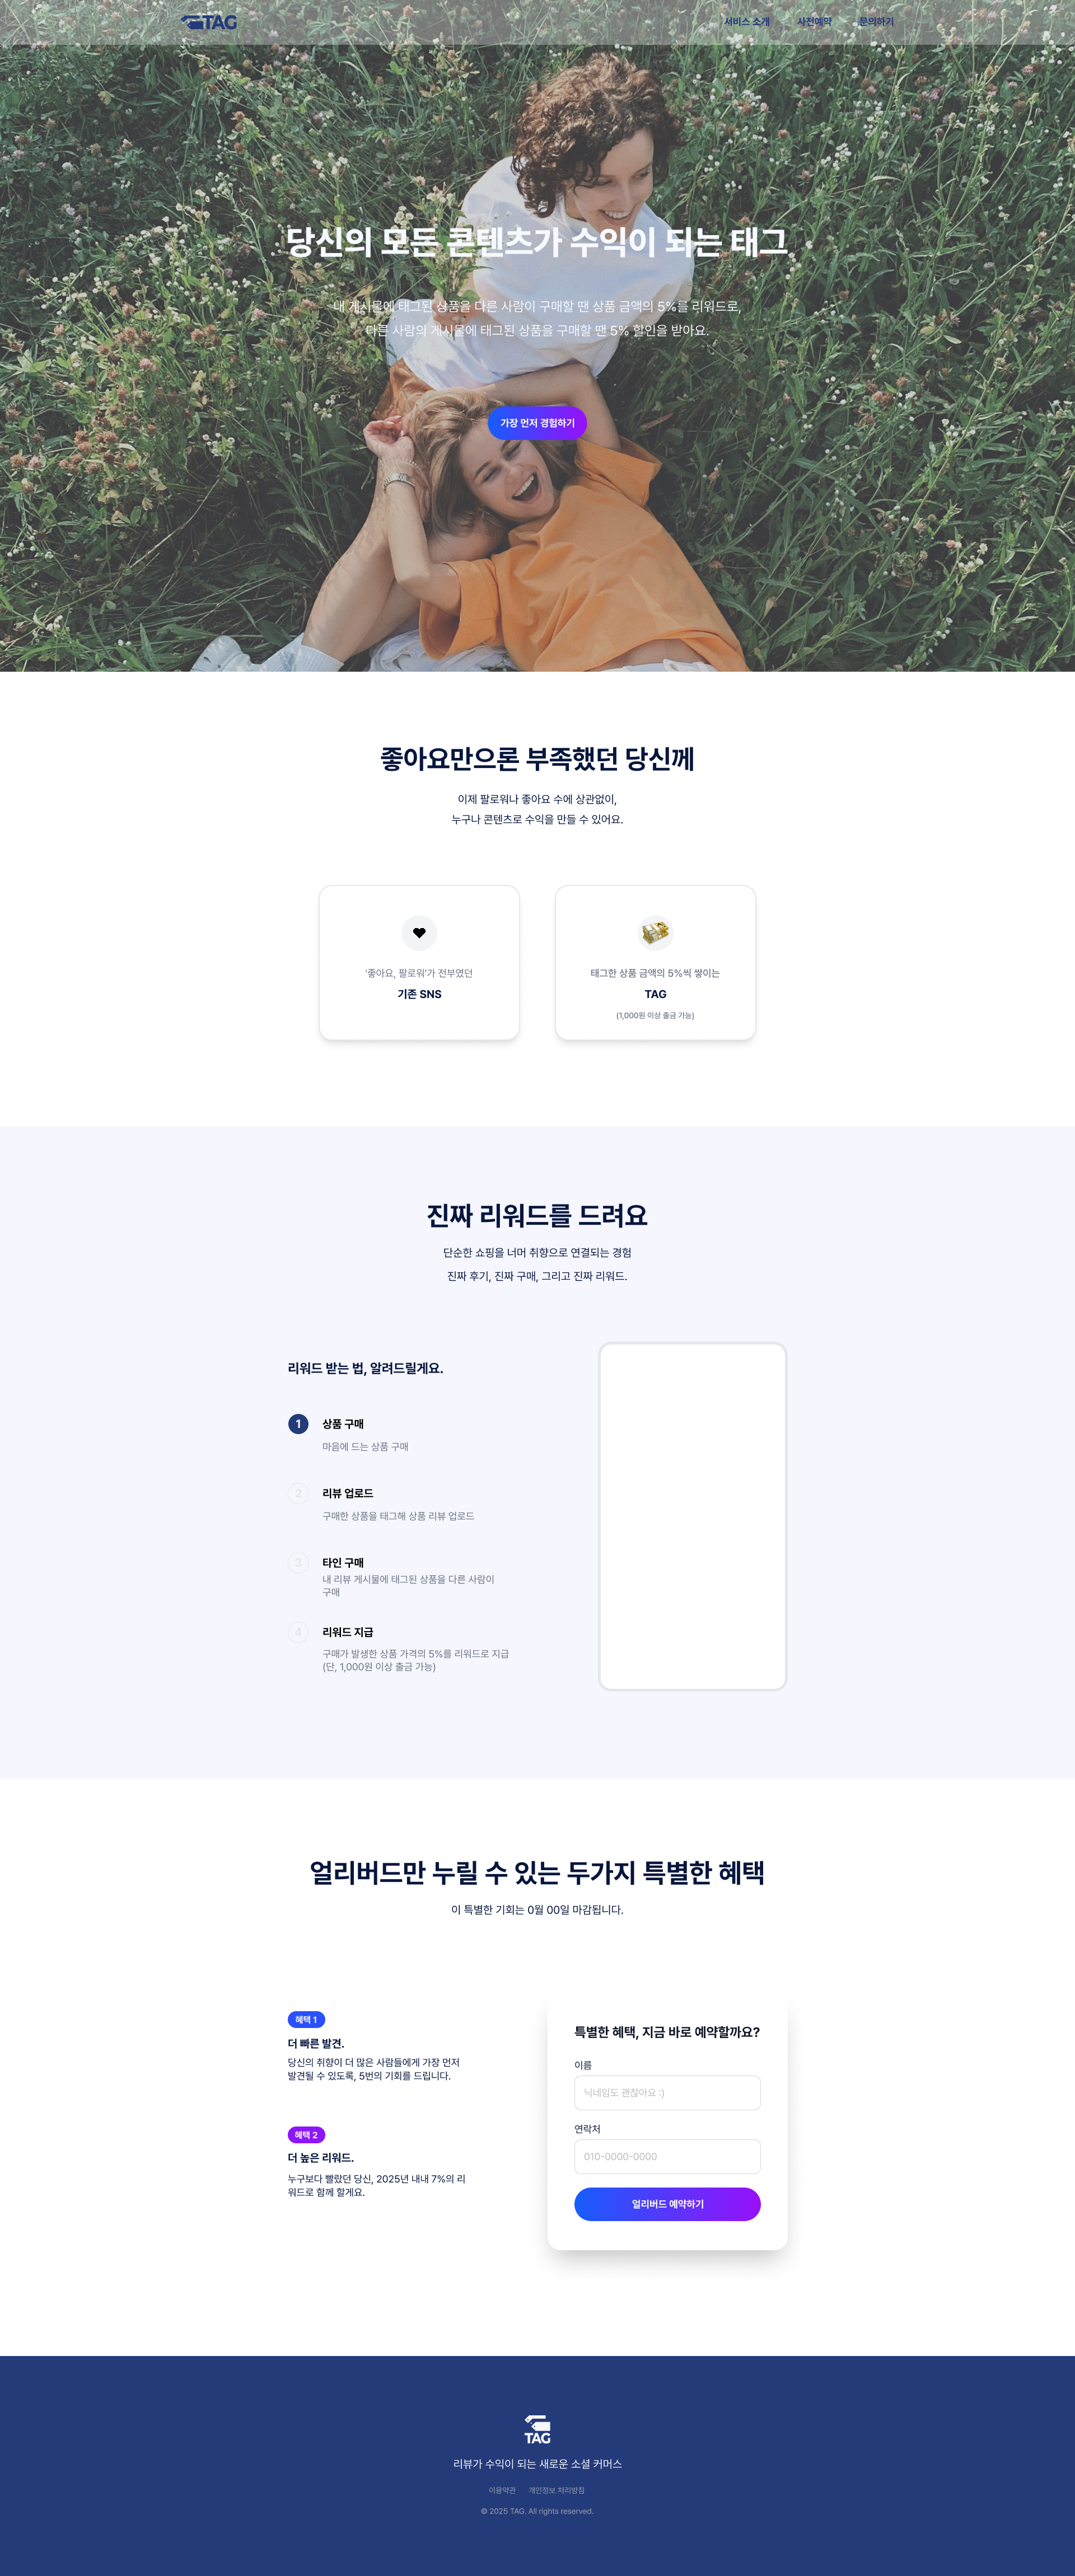 TAG
서비스 소개
사전예약
문의하기
당신의 모든 콘텐츠가 수익이 되는 태그
내 게시물에 태그된 상품을 다른 사람이 구매할 땐 상품 금액의 5%를 리워드로,
다른 사람의 게시물에 태그된 상품을 구매할 땐 5% 할인을 받아요.
가장 먼저 경험하기
좋아요만으론 부족했던 당신께
이제 팔로워나 좋아요 수에 상관없이,
누구나 콘텐츠로 수익을 만들 수 있어요.
'좋아요, 팔로워'가 전부였던
기존 SNS
태그한 상품 금액의 5%씩 쌓이는
TAG
(1,000원 이상 출금 가능)
진짜 리워드를 드려요
단순한 쇼핑을 너머 취향으로 연결되는 경험
진짜 후기, 진짜 구매, 그리고 진짜 리워드.
리워드 받는 법, 알려드릴게요.
1 상품 구매
마음에 드는 상품 구매
2 리뷰 업로드
구매한 상품을 태그해 상품 리뷰 업로드
3 타인 구매
내 리뷰 게시물에 태그된 상품을 다른 사람이
구매
4 리워드 지급
구매가 발생한 상품 가격의 5%를 리워드로 지급
(단, 1,000원 이상 출금 가능)
얼리버드만 누릴 수 있는 두가지 특별한 혜택
이 특별한 기회는 0월 00일 마감됩니다.
혜택 1
더 빠른 발견.
당신의 취향이 더 많은 사람들에게 가장 먼저
발견될 수 있도록, 5번의 기회를 드립니다.
혜택 2
더 높은 리워드.
누구보다 빨랐던 당신, 2025년 내내 7%의 리
워드로 함께 할게요.
특별한 혜택, 지금 바로 예약할까요?
이름
닉네임도 괜찮아요 :)
연락처
010-0000-0000
얼리버드 예약하기
TAG
리뷰가 수익이 되는 새로운 소셜 커머스
이용약관
개인정보 처리방침
© 2025 TAG. All rights reserved.